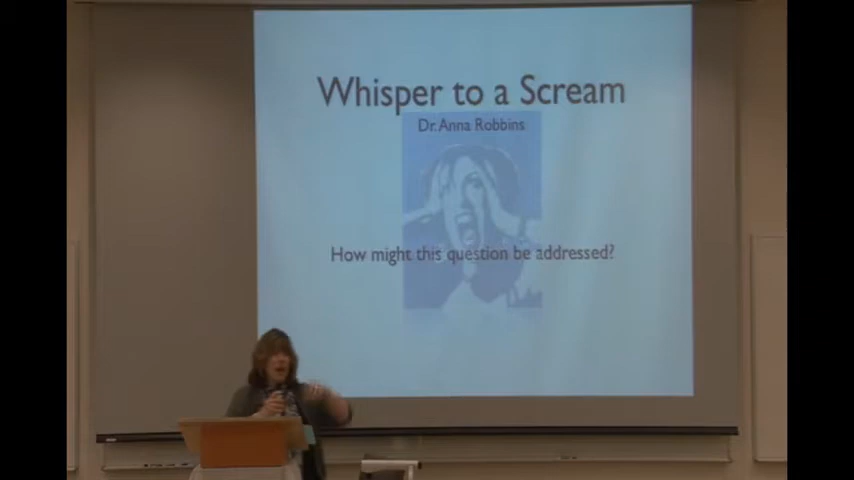 Whisper to a Scream
Dr. Anna Robbins
How might this question be addressed?